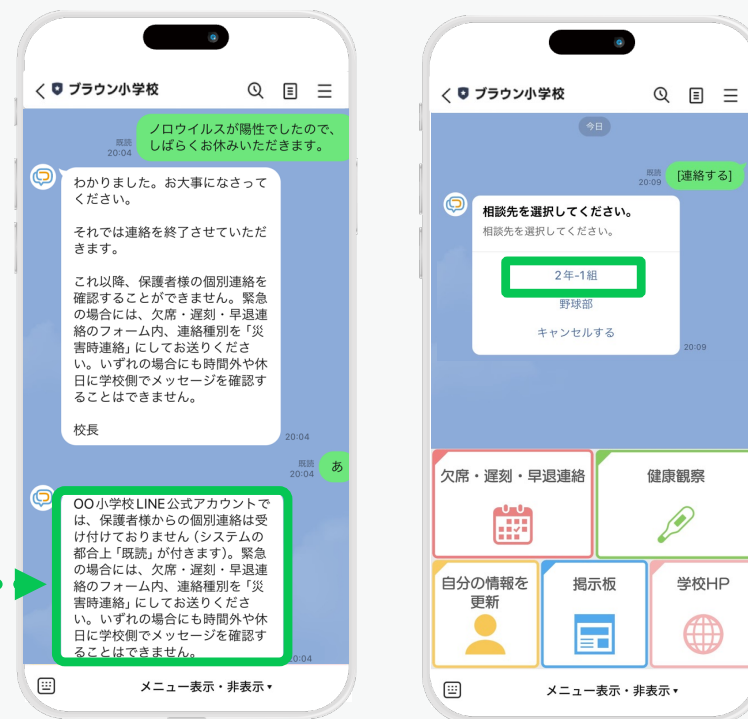 ブラウン小学校
ノロウイルスが陽性でしたので、
しばらくお休みいただきます。
既読
20:04
わかりました。お大事になさって
ください。
それでは連絡を終了させていただ
きます。
これ以降、保護者様の個別連絡を
確認することができません。緊急
の場合には、欠席・遅刻・早退連
絡のフォーム内、連絡種別を「災
害時連絡」にしてお送りくださ
い。いずれの場合にも時間外や休
日に学校側でメッセージを確認す
ることはできません。
校長
20:04
既読
20:04
あ
〇〇小学校LINE公式アカウントで
は、保護者様からの個別連絡は受
け付けておりません（システムの
都合上「既読」が付きます）。緊急
の場合には、欠席・遅刻・早退連
絡のフォーム内、連絡種別を「災
害時連絡」にしてお送りくださ
い。いずれの場合にも時間外や休
日に学校側でメッセージを確認す
ることはできません。
20:04
メニュー表示・非表示▼
ブラウン小学校
今日
既読
20:09
[連絡する]
相談先を選択してください。
相談先を選択してください。
2年-1組
野球部
キャンセルする
20:09
欠席・遅刻・早退連絡
健康観察
自分の情報を
更新
掲示板
学校HP
メニュー表示・非表示▼